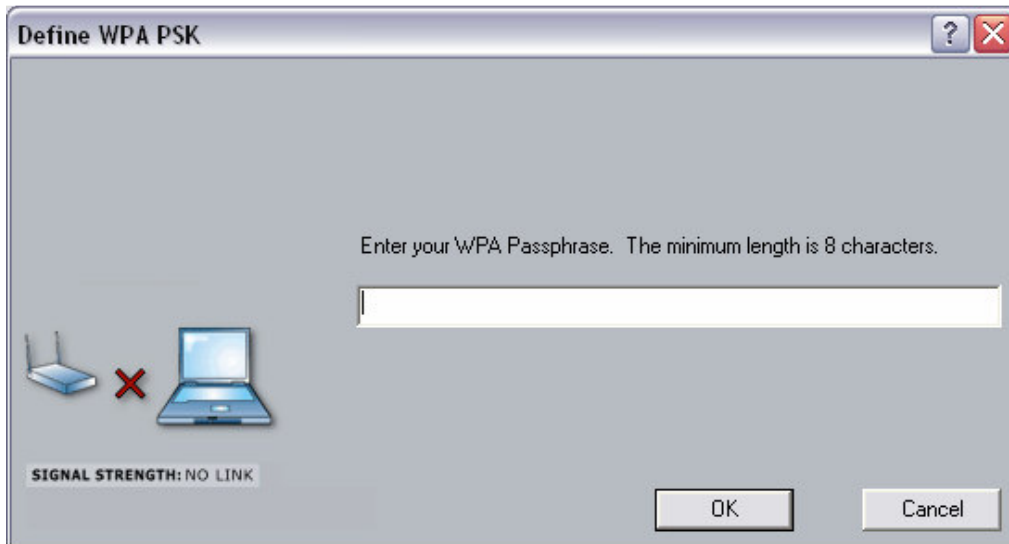 Define WPA PSK
Enter your WPA Passphrase.  The minimum length is 8 characters.
SIGNAL STRENGTH: NO LINK
OK
Cancel